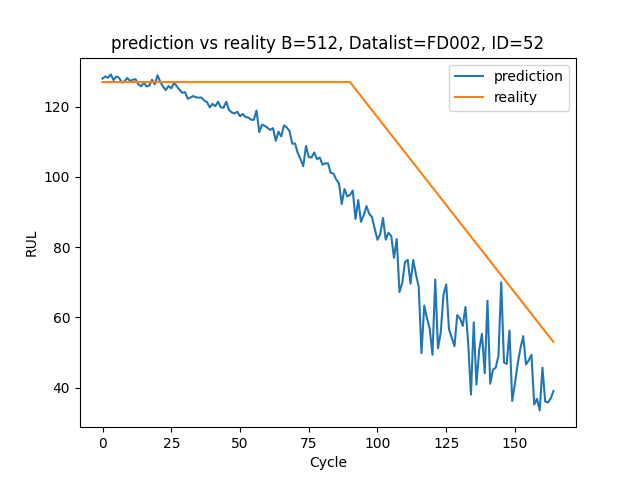 prediction vs reality B=512, Datalist=FD002, ID=52
prediction
reality
RUL
120
100
80
60
40
0 25 50 75 100 125 150
Cycle